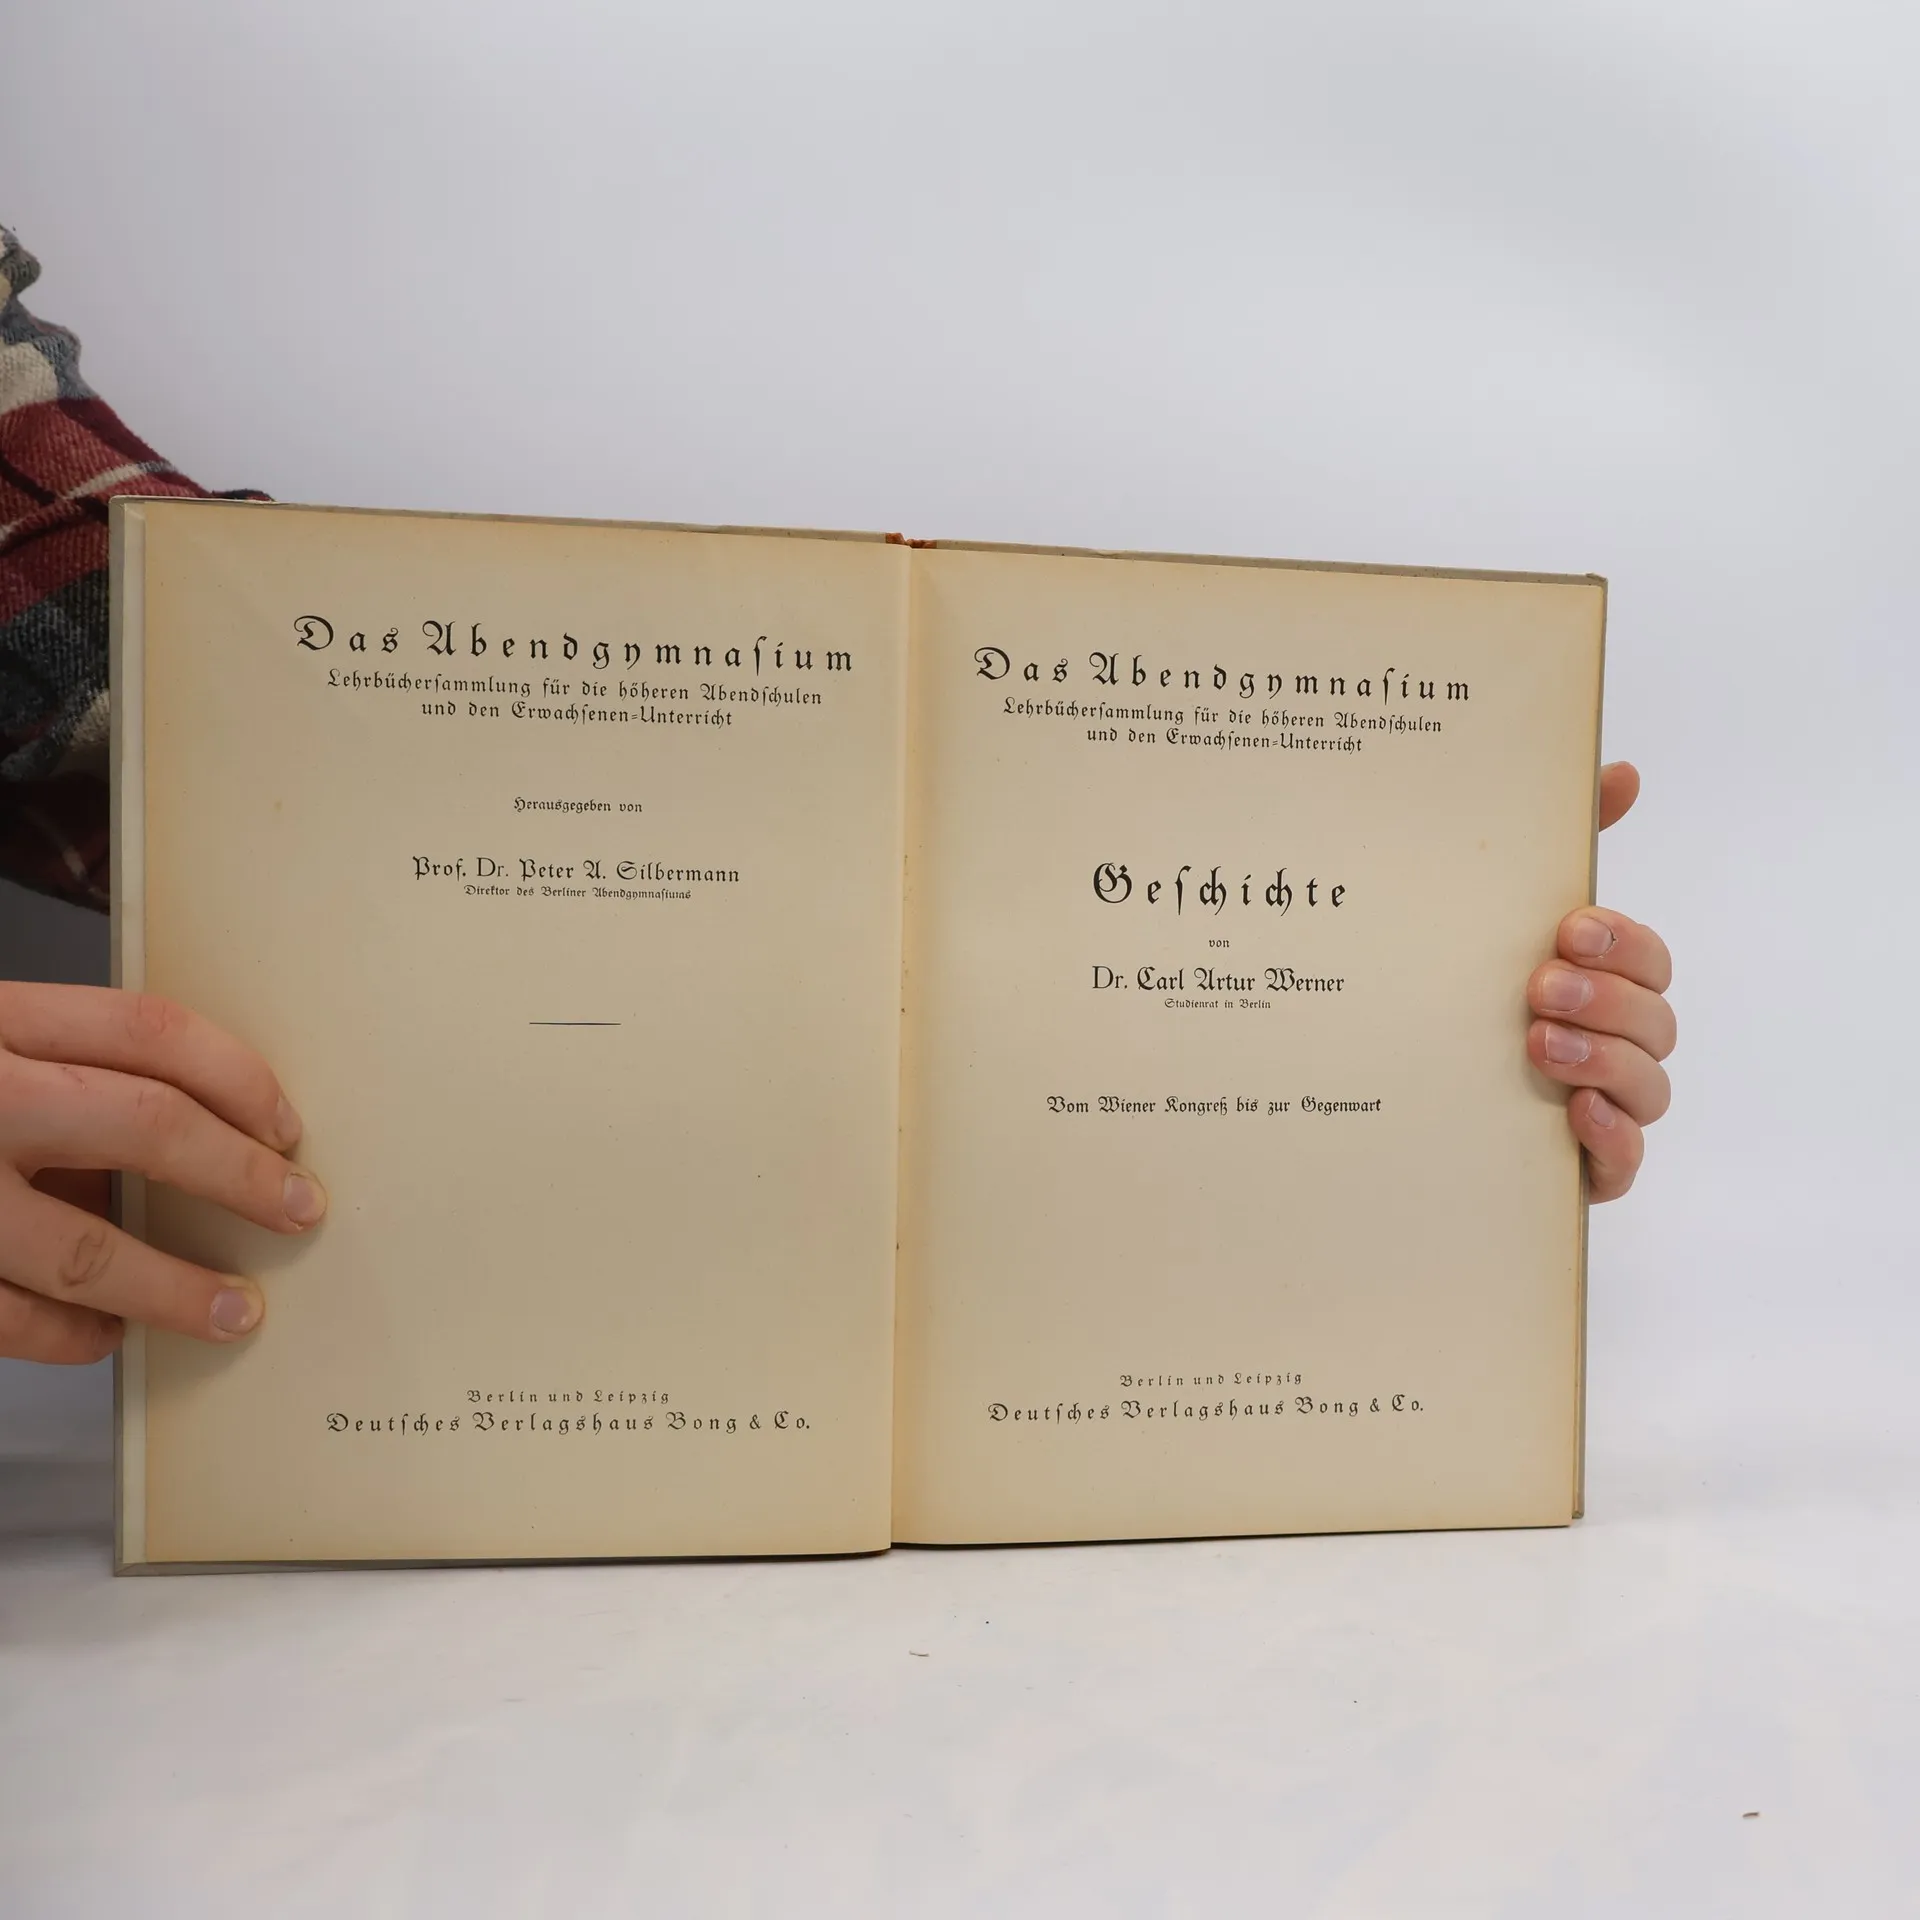 Das Abendgymnaſium
Lehrbücherſammlung für die höheren Abendſchulen
und den Erwachſenen=Unterricht
Herausgegeben von
Prof. Dr. Peter A. Silbermann
Direktor des Berliner Abendgymnaſiums
Berlin und Leipzig
Deutſches Verlagshaus Bong & Co.
Das Abendgymnaſium
Lehrbücherſammlung für die höheren Abendſchulen
und den Erwachſenen=Unterricht
Geſchichte
von
Dr. Carl Artur Werner
Studienrat in Berlin
Vom Wiener Kongreß bis zur Gegenwart
Berlin und Leipzig
Deutſches Verlagshaus Bong & Co.